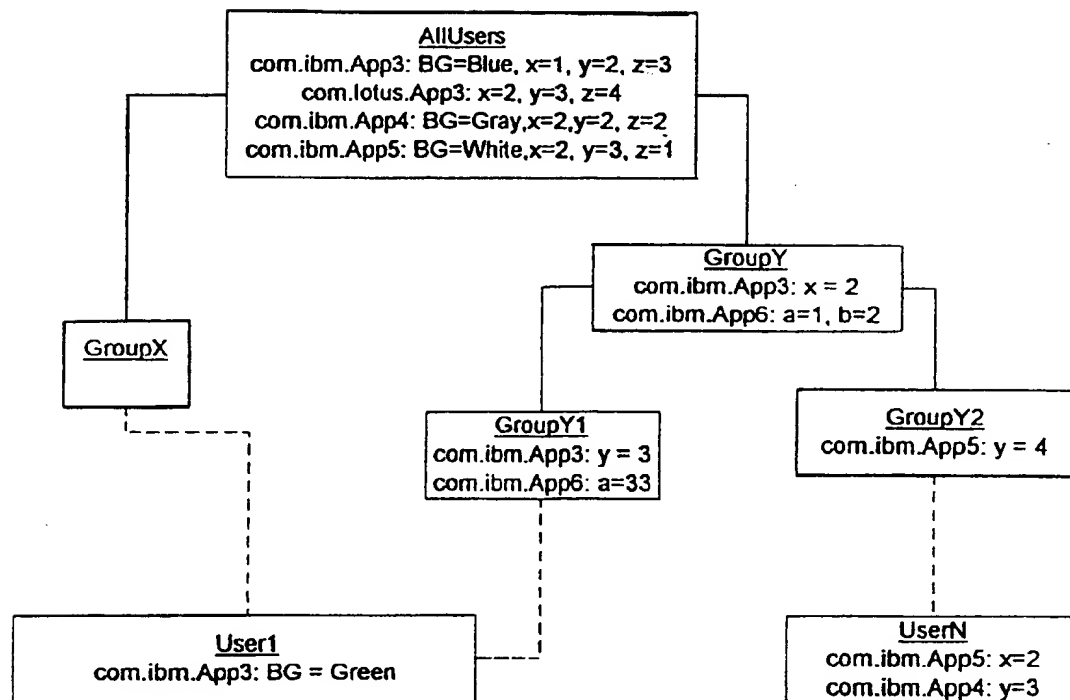 AllUsers
com.ibm.App3: BG=Blue, x=1, y=2, z=3
com.lotus.App3: x=2, y=3, z=4
com.ibm.App4: BG=Gray,x=2,y=2, z=2
com.ibm.App5: BG=White,x=2, y=3, z=1
GroupY
com.ibm.App3: x = 2
com.ibm.App6: a=1, b=2
GroupX
GroupY1
com.ibm.App3: y = 3
com.ibm.App6: a=33
GroupY2
com.ibm.App5: y = 4
User1
com.ibm.App3: BG = Green
UserN
com.ibm.App5: x=2
com.ibm.App4: y=3